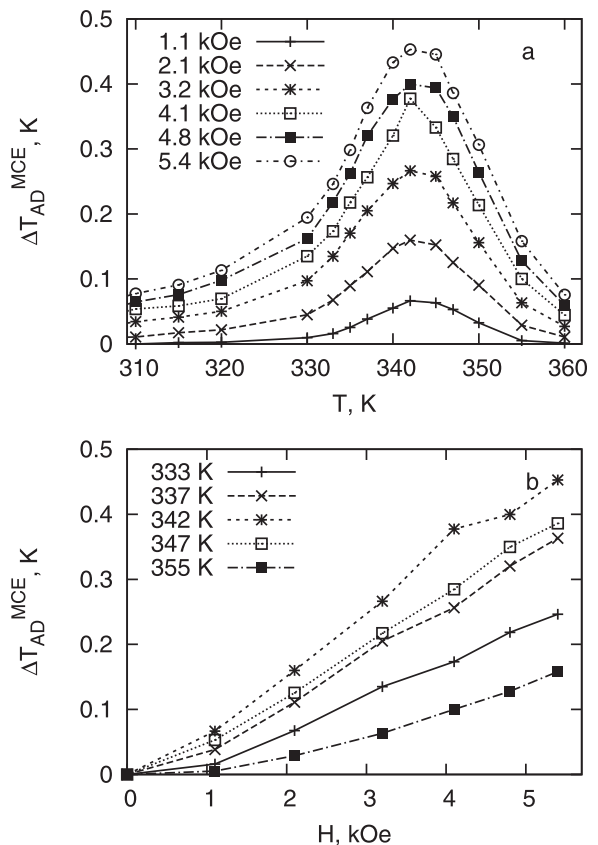 0.5
0.4
0.3
0.2
0.1
0
ΔT_AD^MCE, K
1.1 kOe
2.1 kOe
3.2 kOe
4.1 kOe
4.8 kOe
5.4 kOe
a
310 320 330 340 350 360
T, K
0.5
0.4
0.3
0.2
0.1
0
ΔT_AD^MCE, K
333 K
337 K
342 K
347 K
355 K
b
0 1 2 3 4 5
H, kOe